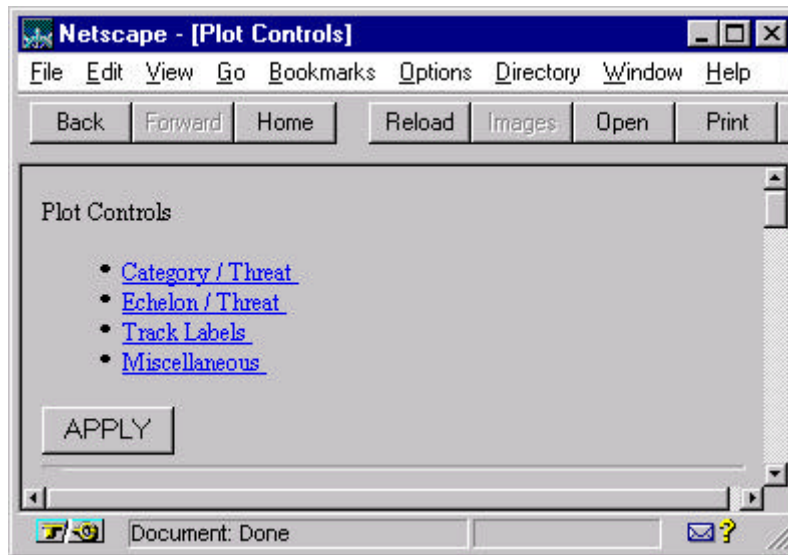 Netscape - [Plot Controls]
File Edit View Go Bookmarks Options Directory Window Help
Back Forward Home Reload Images Open Print
Plot Controls
• Category / Threat
• Echelon / Threat
• Track Labels
• Miscellaneous
APPLY
Document: Done